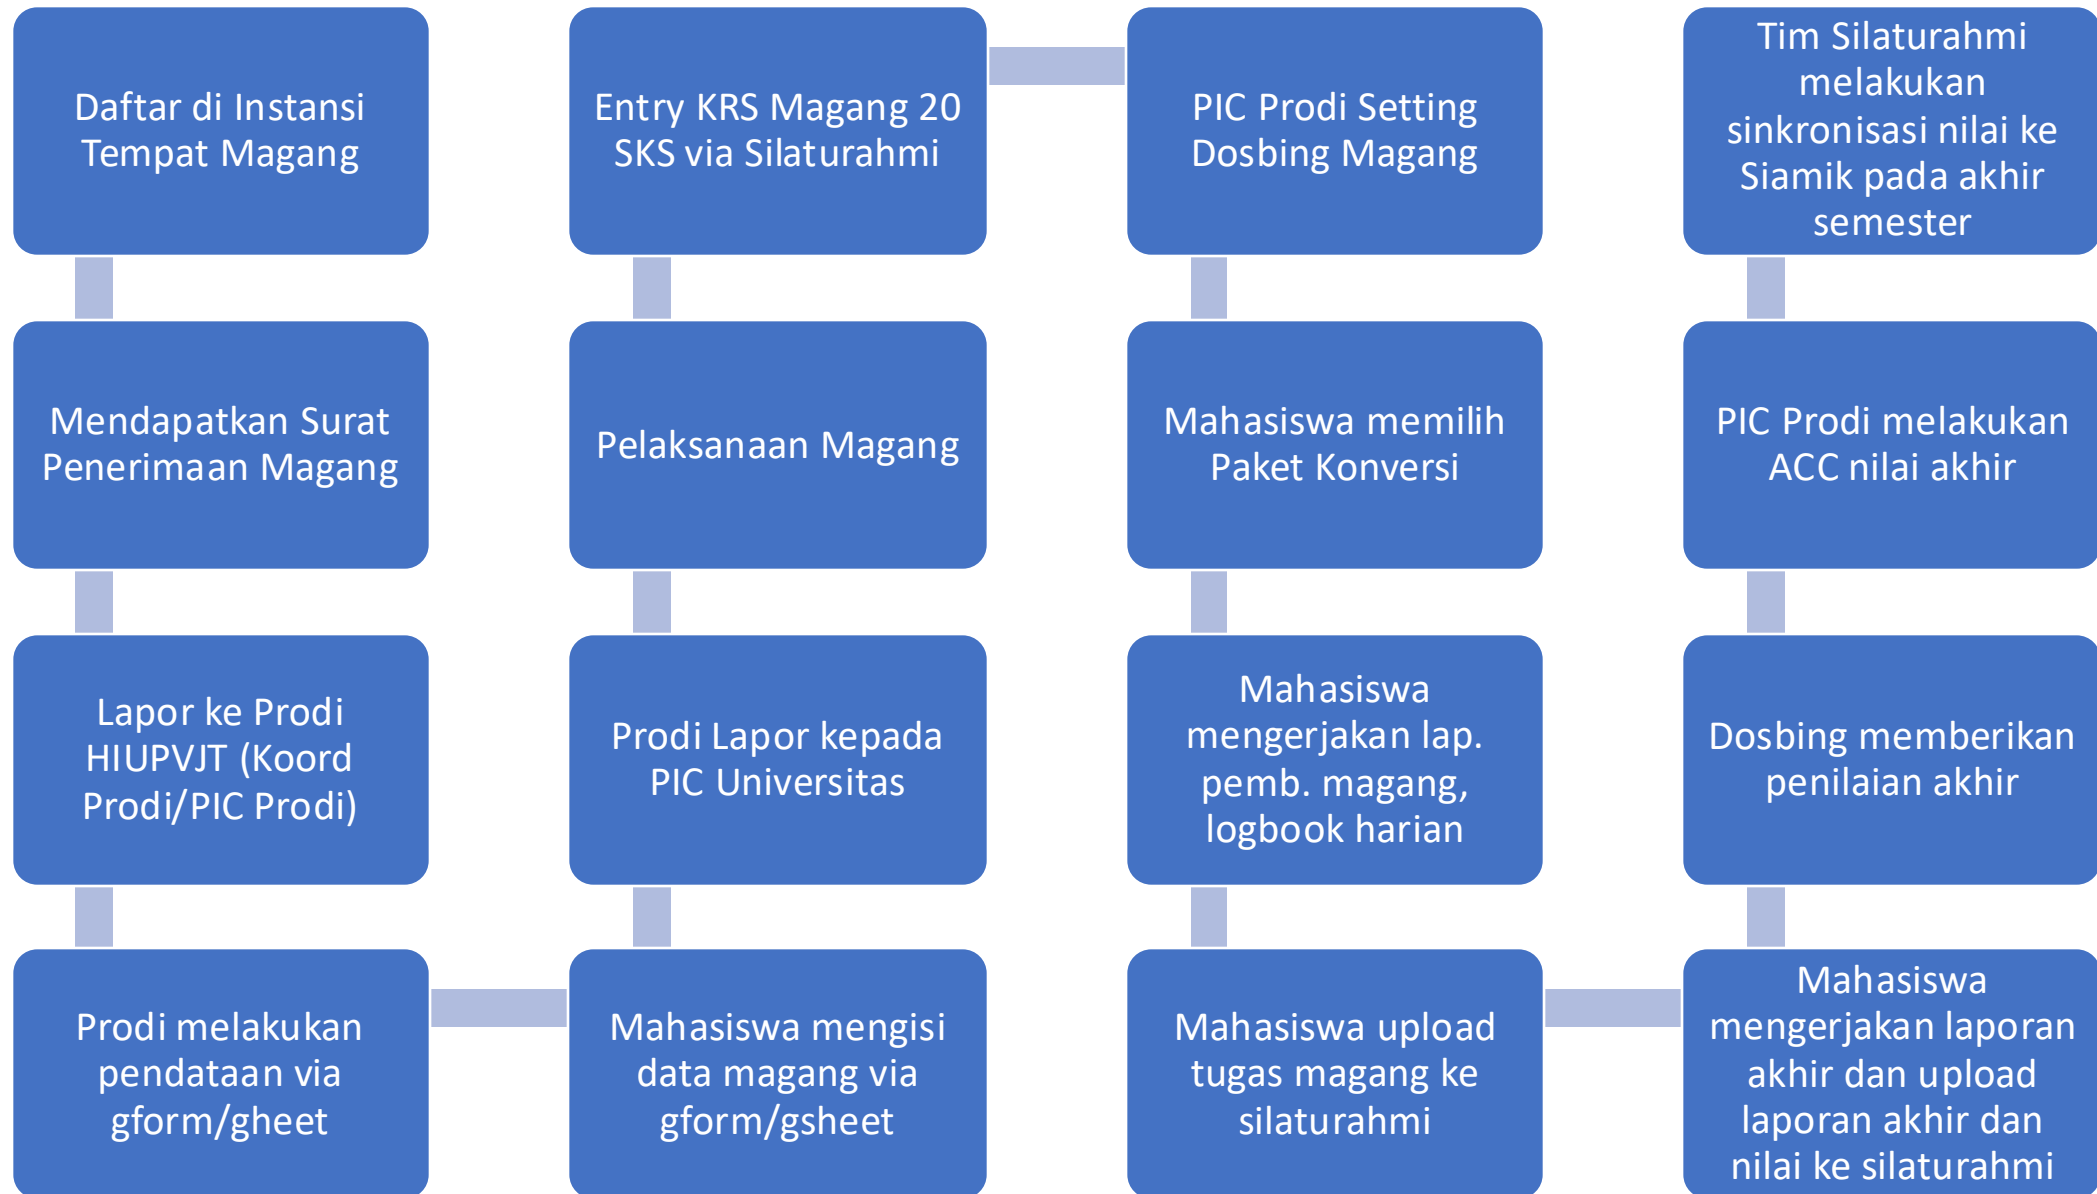 Daftar di Instansi
Tempat Magang
Mendapatkan Surat
Penerimaan Magang
Lapor ke Prodi
HIUPVJT (Koord
Prodi/PIC Prodi)
Prodi melakukan
pendataan via
gform/gheet
Mahasiswa mengisi
data magang via
gform/gsheet
Prodi Lapor kepada
PIC Universitas
Pelaksanaan Magang
Entry KRS Magang 20
SKS via Silaturahmi
PIC Prodi Setting
Dosbing Magang
Mahasiswa memilih
Paket Konversi
Mahasiswa
mengerjakan lap.
pemb. magang,
logbook harian
Mahasiswa upload
tugas magang ke
silaturahmi
Mahasiswa
mengerjakan laporan
akhir dan upload
laporan akhir dan
nilai ke silaturahmi
Dosbing memberikan
penilaian akhir
PIC Prodi melakukan
ACC nilai akhir
Tim Silaturahmi
melakukan
sinkronisasi nilai ke
Siamik pada akhir
semester